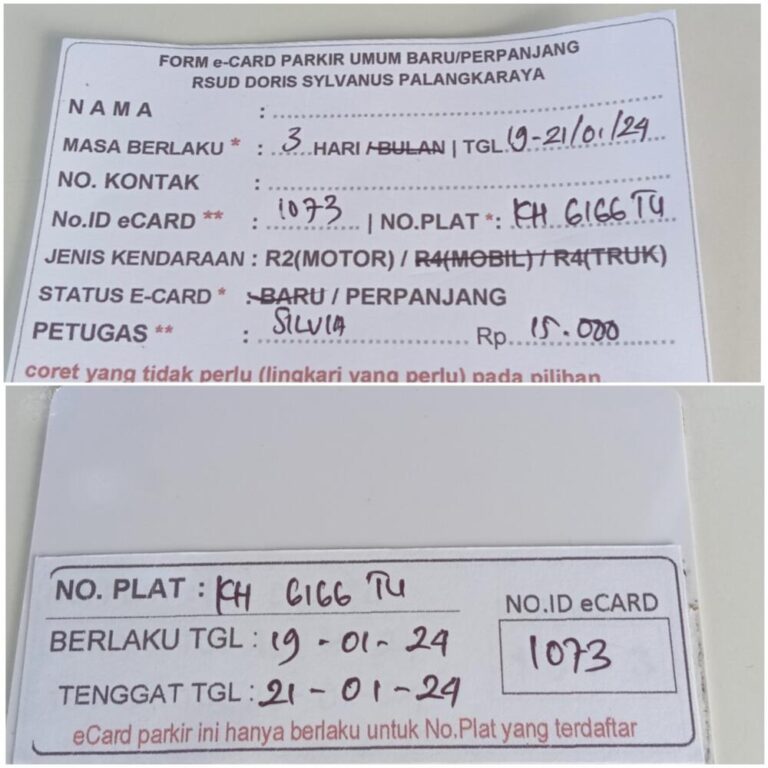 FORM e-CARD PARKIR UMUM BARU/PERPANJANG
RSUD DORIS SYLVANUS PALANGKARAYA
NAMA :
MASA BERLAKU * : 3 HARI /BULAN | TGL. 19-21/01/24
NO. KONTAK :
No.ID eCARD ** : 1073 | NO.PLAT *: KH 6166 TU
JENIS KENDARAAN : R2(MOTOR) / R4(MOBIL) / R4(TRUK)
STATUS E-CARD * : BARU / PERPANJANG
PETUGAS ** : SILVIA Rp. 15.000
coret yang tidak perlu (lingkari yang perlu) pada pilihan
NO. PLAT : KH 6166 TU
BERLAKU TGL : 19-01-24
TENGGAT TGL : 21-01-24
NO.ID eCARD
1073
eCard parkir ini hanya berlaku untuk No.Plat yang terdaftar